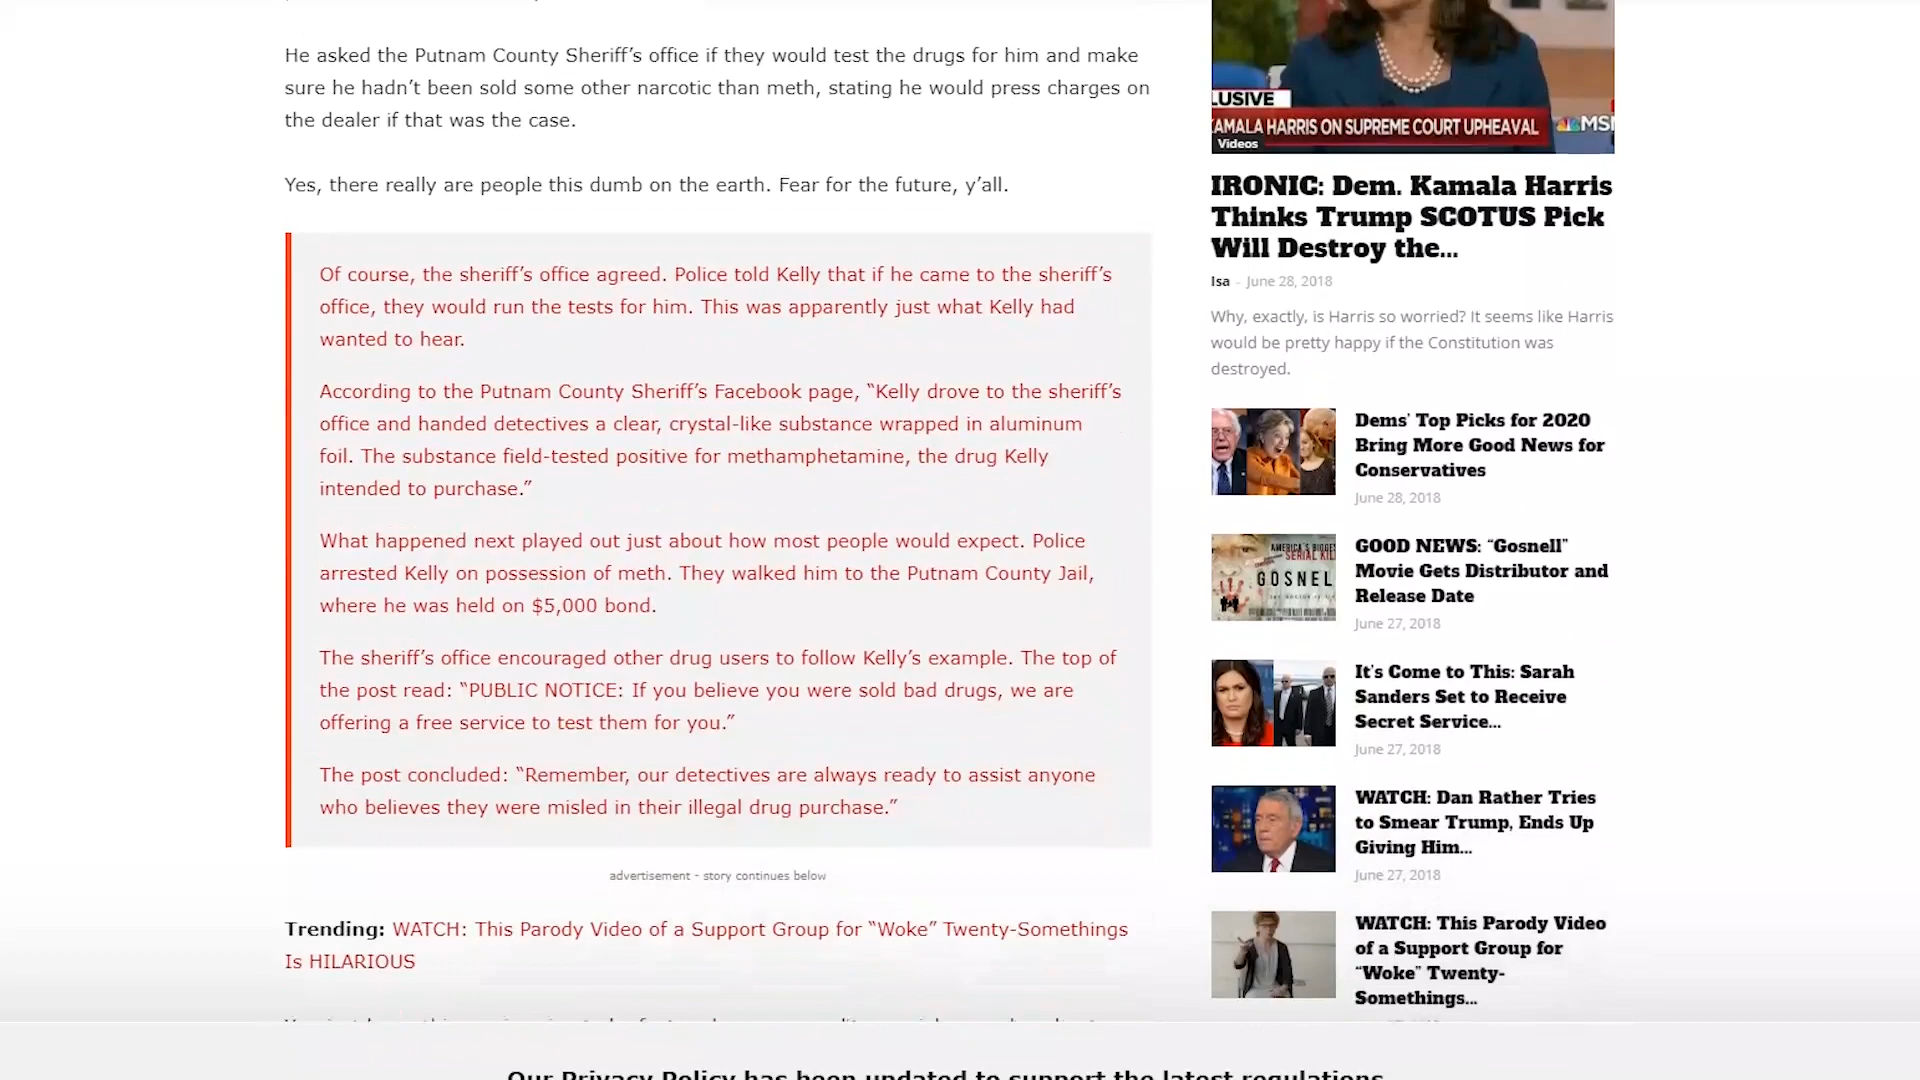 He asked the Putnam County Sheriff’s office if they would test the drugs for him and make
sure he hadn’t been sold some other narcotic than meth, stating he would press charges on
the dealer if that was the case.
Yes, there really are people this dumb on the earth. Fear for the future, y’all.
Of course, the sheriff’s office agreed. Police told Kelly that if he came to the sheriff’s
office, they would run the tests for him. This was apparently just what Kelly had
wanted to hear.
According to the Putnam County Sheriff’s Facebook page, “Kelly drove to the sheriff’s
office and handed detectives a clear, crystal-like substance wrapped in aluminum
foil. The substance field-tested positive for methamphetamine, the drug Kelly
intended to purchase.”
What happened next played out just about how most people would expect. Police
arrested Kelly on possession of meth. They walked him to the Putnam County Jail,
where he was held on $5,000 bond.
The sheriff’s office encouraged other drug users to follow Kelly’s example. The top of
the post read: “PUBLIC NOTICE: If you believe you were sold bad drugs, we are
offering a free service to test them for you.”
The post concluded: “Remember, our detectives are always ready to assist anyone
who believes they were misled in their illegal drug purchase.”
advertisement - story continues below
Trending: WATCH: This Parody Video of a Support Group for “Woke” Twenty-Somethings
Is HILARIOUS
LUSIVE
KAMALA HARRIS ON SUPREME COURT UPHEAVAL
MSN
Videos
IRONIC: Dem. Kamala Harris
Thinks Trump SCOTUS Pick
Will Destroy the...
Isa - June 28, 2018
Why, exactly, is Harris so worried? It seems like Harris
would be pretty happy if the Constitution was
destroyed.
Dems’ Top Picks for 2020
Bring More Good News for
Conservatives
June 28, 2018
AMERICA'S BIGGES
SERIAL KIL
GOSNEL
GOOD NEWS: “Gosnell”
Movie Gets Distributor and
Release Date
June 27, 2018
It’s Come to This: Sarah
Sanders Set to Receive
Secret Service...
June 27, 2018
WATCH: Dan Rather Tries
to Smear Trump, Ends Up
Giving Him...
June 27, 2018
WATCH: This Parody Video
of a Support Group for
“Woke” Twenty-
Somethings...
Our Privacy Policy has been updated to support the latest regulations